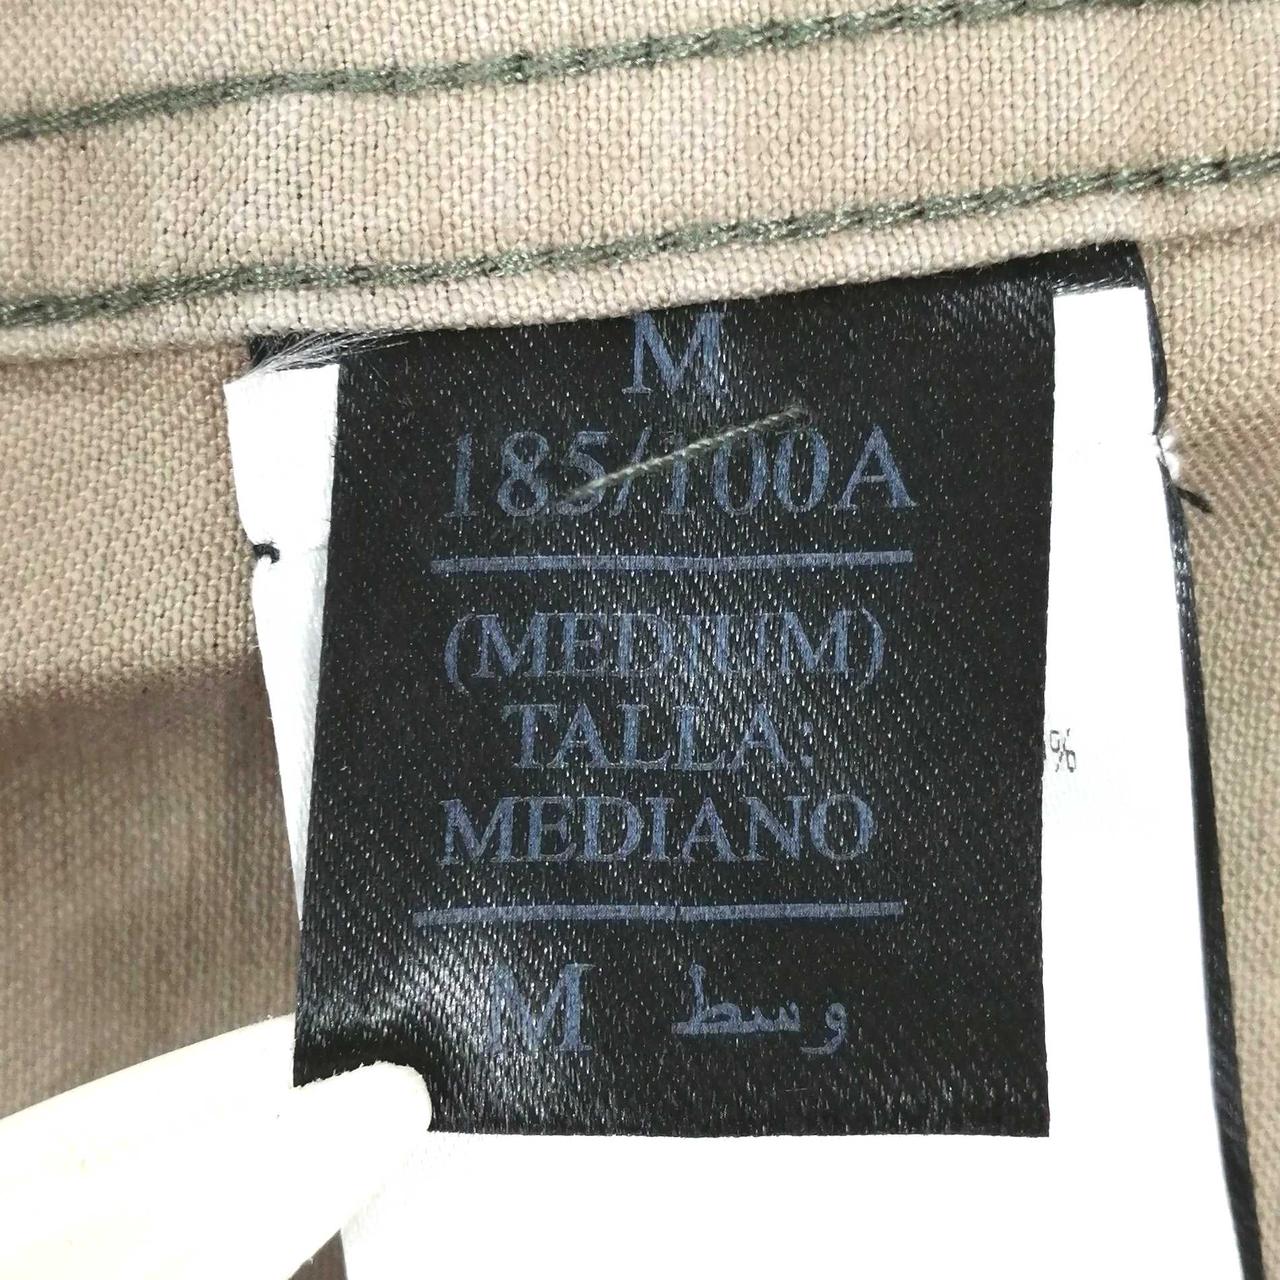 M
185/100A
(MEDIUM)
TALLA:
MEDIANO
M وسط
%